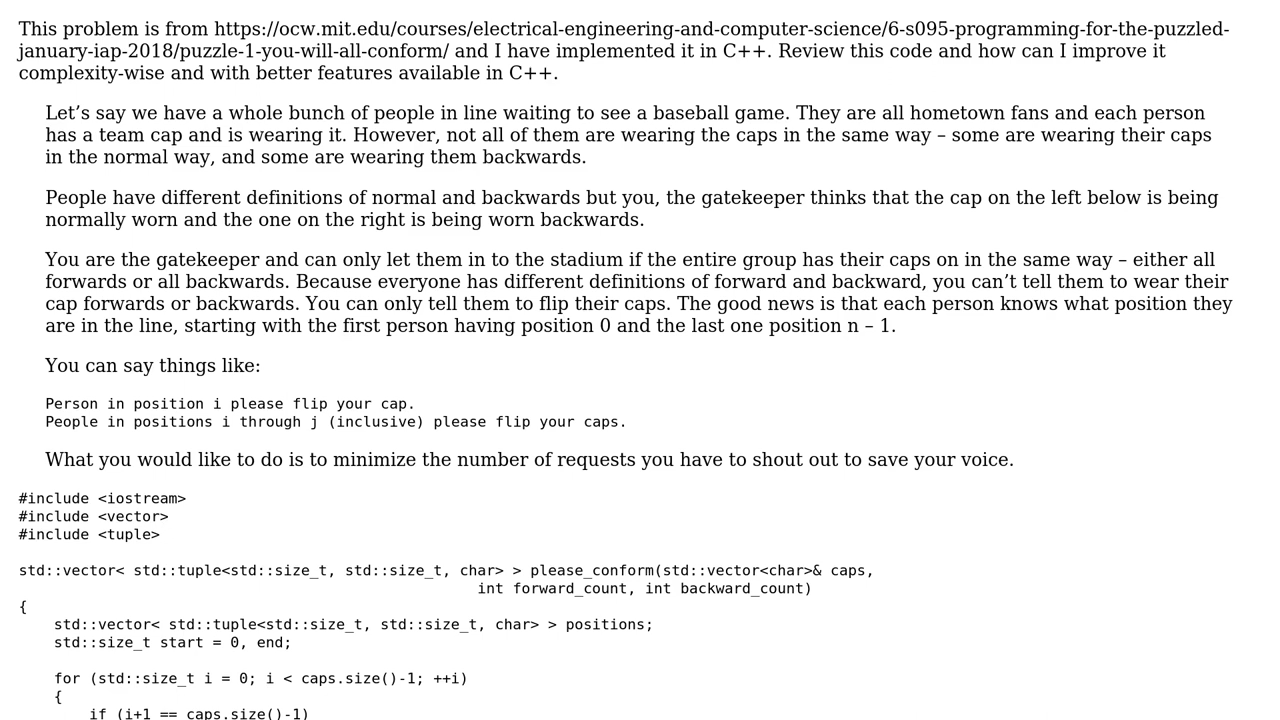 This problem is from https://ocw.mit.edu/courses/electrical-engineering-and-computer-science/6-s095-programming-for-the-puzzled-
january-iap-2018/puzzle-1-you-will-all-conform/ and I have implemented it in C++. Review this code and how can I improve it
complexity-wise and with better features available in C++.
Let’s say we have a whole bunch of people in line waiting to see a baseball game. They are all hometown fans and each person
has a team cap and is wearing it. However, not all of them are wearing the caps in the same way – some are wearing their caps
in the normal way, and some are wearing them backwards.
People have different definitions of normal and backwards but you, the gatekeeper thinks that the cap on the left below is being
normally worn and the one on the right is being worn backwards.
You are the gatekeeper and can only let them in to the stadium if the entire group has their caps on in the same way – either all
forwards or all backwards. Because everyone has different definitions of forward and backward, you can’t tell them to wear their
cap forwards or backwards. You can only tell them to flip their caps. The good news is that each person knows what position they
are in the line, starting with the first person having position 0 and the last one position n – 1.
You can say things like:
Person in position i please flip your cap.
People in positions i through j (inclusive) please flip your caps.
What you would like to do is to minimize the number of requests you have to shout out to save your voice.
#include <iostream>
#include <vector>
#include <tuple>
std::vector< std::tuple<std::size_t, std::size_t, char> > please_conform(std::vector<char>& caps,
int forward_count, int backward_count)
{
std::vector< std::tuple<std::size_t, std::size_t, char> > positions;
std::size_t start = 0, end;
for (std::size_t i = 0; i < caps.size()-1; ++i)
{
if (i+1 == caps.size()-1)